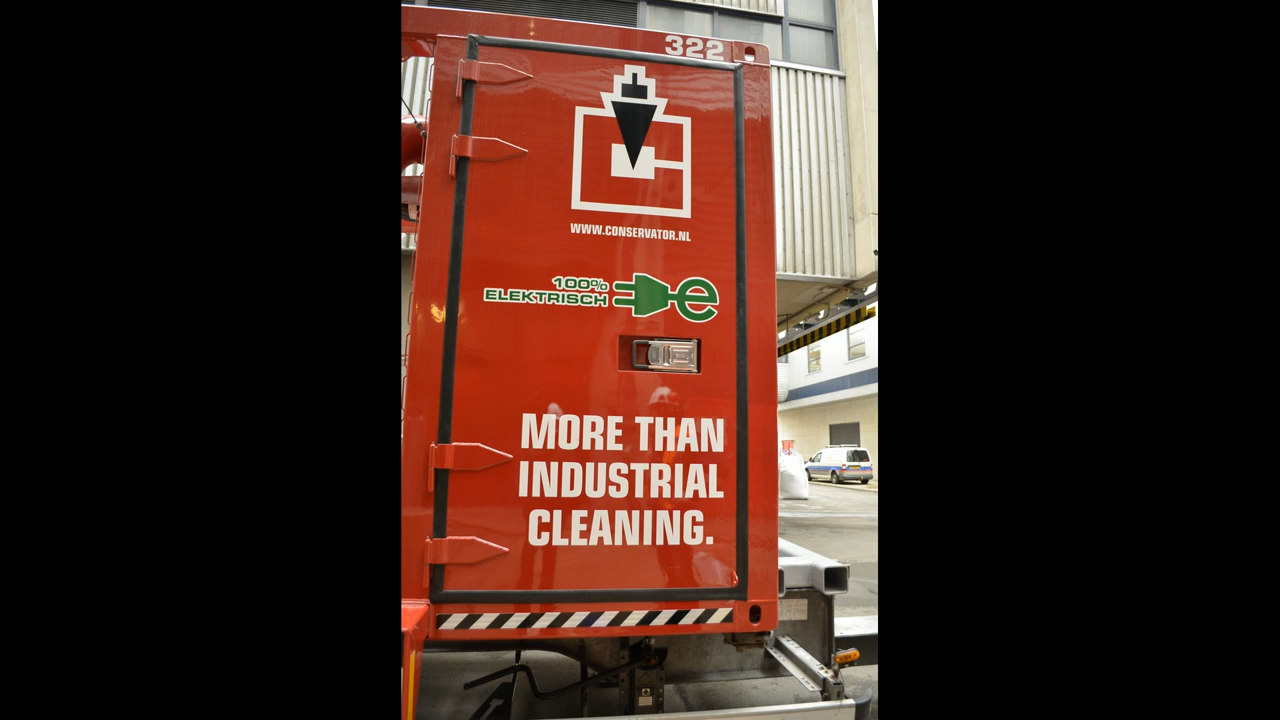 322
WWW.CONSERVATOR.NL
100%
ELEKTRISCH
MORE THAN
INDUSTRIAL
CLEANING.